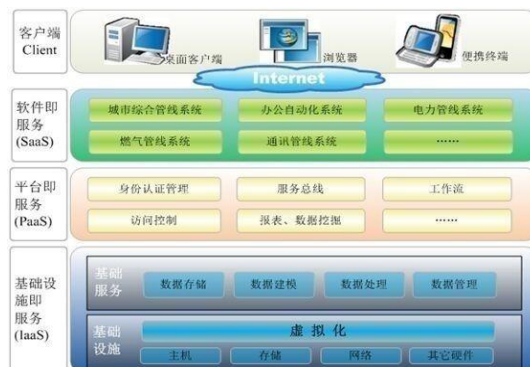 客户端
Client
桌面客户端
浏览器
便携终端
Internet
软件即
服务
(SaaS)
城市综合管线系统
办公自动化系统
电力管线系统
燃气管线系统
通讯管线系统
……
平台即
服务
(PaaS)
身份认证管理
服务总线
工作流
访问控制
报表、数据挖掘
……
基础设
施即
服务
(IaaS)
基础
服务
数据存储
数据建模
数据处理
数据管理
基础
设施
虚拟化
主机
存储
网络
其它硬件